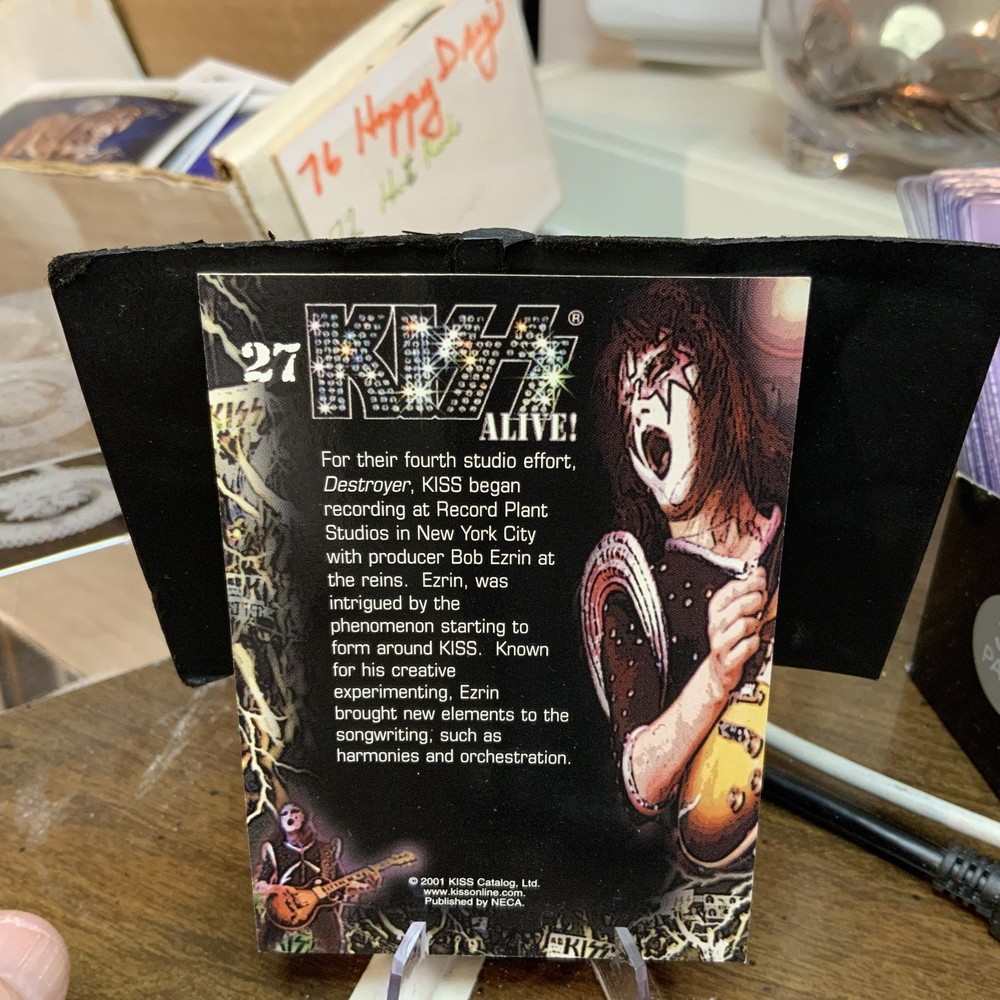 76 Happy Days
27
KISS®
ALIVE!
KISS
For their fourth studio effort,
Destroyer, KISS began
recording at Record Plant
Studios in New York City
with producer Bob Ezrin at
the reins. Ezrin, was
intrigued by the
phenomenon starting to
form around KISS. Known
for his creative
experimenting, Ezrin
brought new elements to the
songwriting, such as
harmonies and orchestration.
© 2001 KISS Catalog, Ltd.
www.kissonline.com.
Published by NECA.
KISS